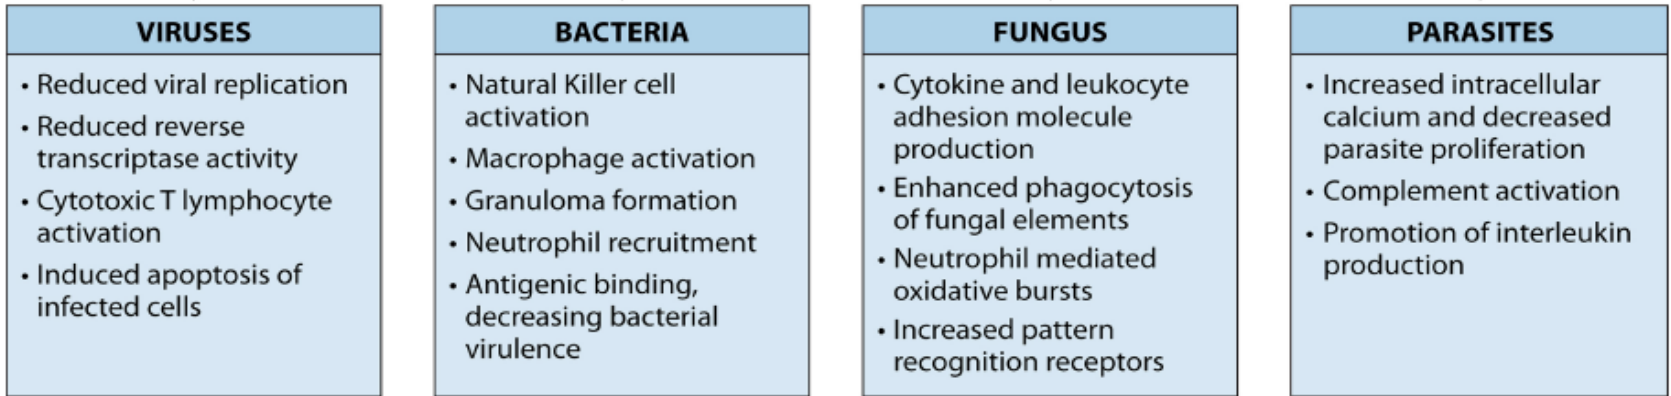 VIRUSES
• Reduced viral replication
• Reduced reverse
transcriptase activity
• Cytotoxic T lymphocyte
activation
• Induced apoptosis of
infected cells
BACTERIA
• Natural Killer cell
activation
• Macrophage activation
• Granuloma formation
• Neutrophil recruitment
• Antigenic binding,
decreasing bacterial
virulence
FUNGUS
• Cytokine and leukocyte
adhesion molecule
production
• Enhanced phagocytosis
of fungal elements
• Neutrophil mediated
oxidative bursts
• Increased pattern
recognition receptors
PARASITES
• Increased intracellular
calcium and decreased
parasite proliferation
• Complement activation
• Promotion of interleukin
production